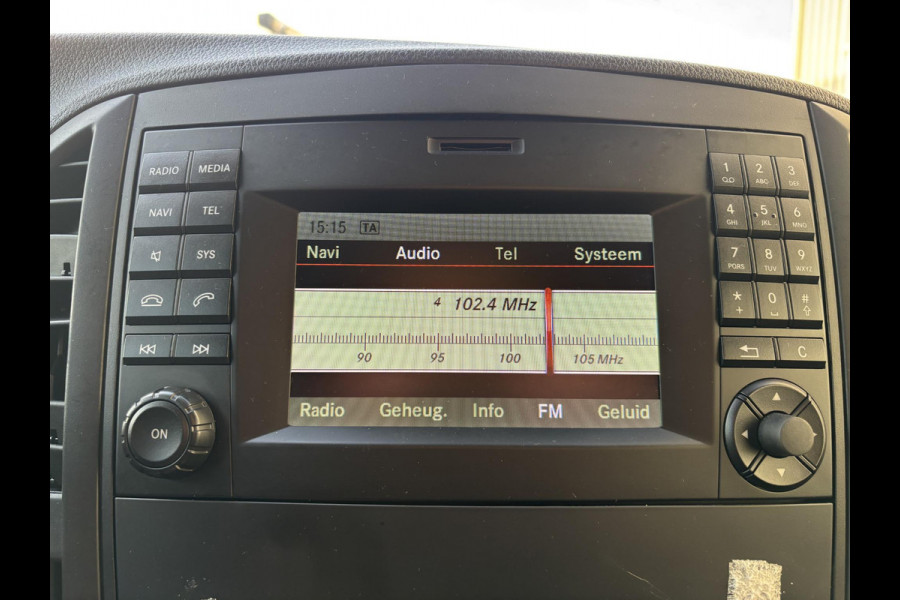 RADIO MEDIA
NAVI TEL
SYS
ON
15:15 TA
Navi Audio Tel Systeem
4 102.4 MHz
90 95 100 105 MHz
Radio Geheug. Info FM Geluid
1 2 ABC 3 DEF
4 GHI 5 JKL 6 MNO
7 PQRS 8 TUV 9 WXYZ
* + 0 #
C